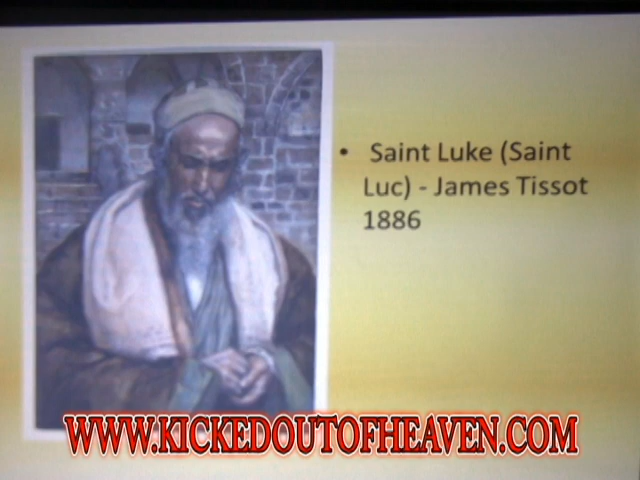 • Saint Luke (Saint
Luc) - James Tissot
1886
WWW.KICKEDOUTOFHEAVEN.COM